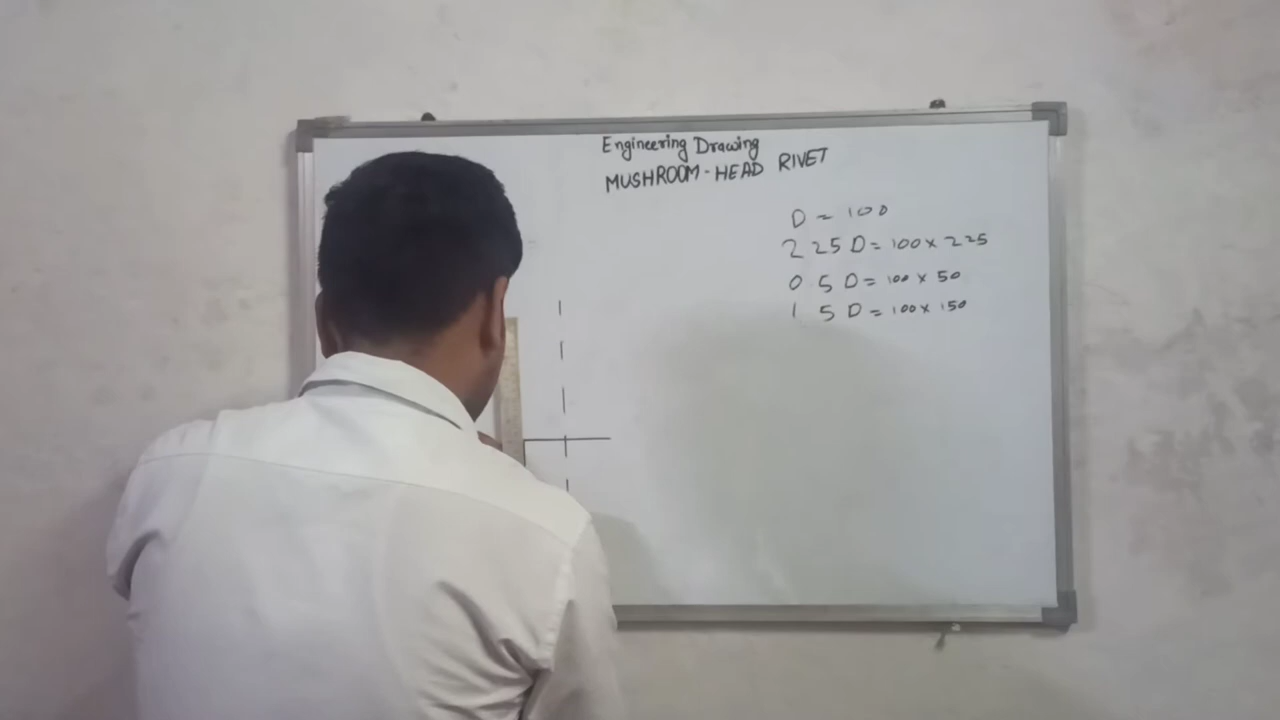 Engineering Drawing
MUSHROOM-HEAD RIVET
D = 100
2 25 D = 100 x 225
0 5 D = 100 x 50
1 5 D = 100 x 150